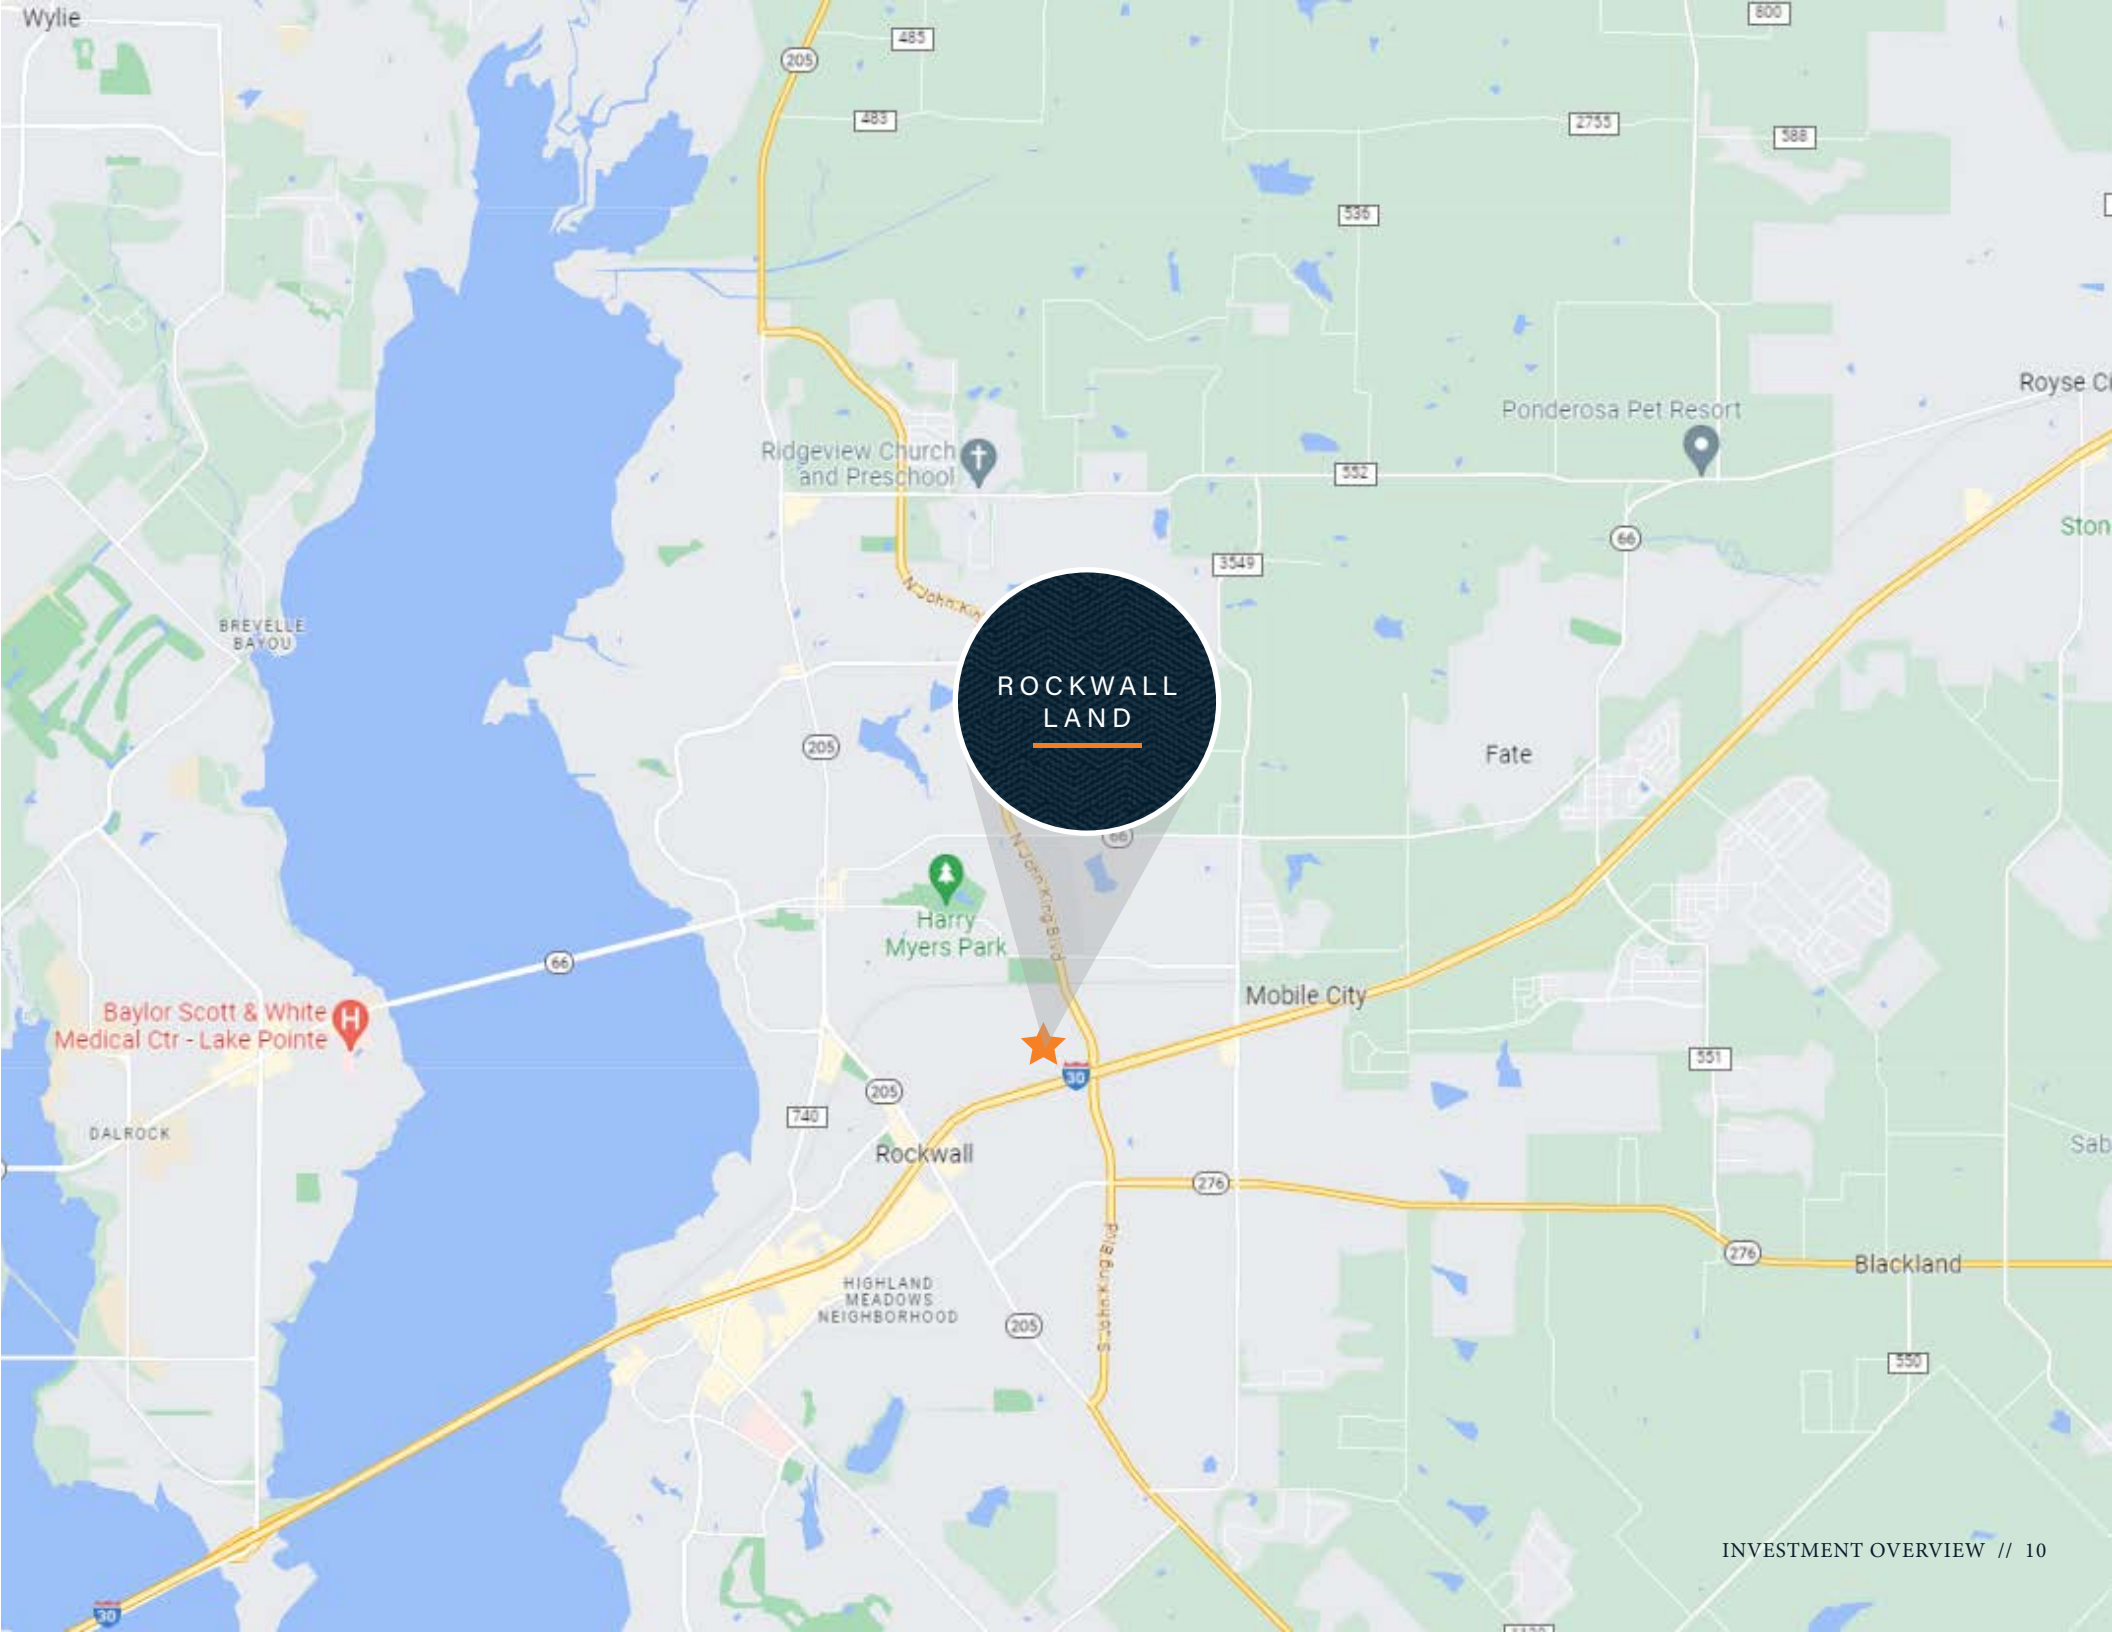 Wylie
800
485
205
483
2755
588
536
Royse Ci
Ponderosa Pet Resort
Ridgeview Church
and Preschool
552
Ston
66
3549
N John Kin
BREVELLE
BAYOU
ROCKWALL
LAND
205
Fate
66
N John King Blvd
Harry
Myers Park
66
Mobile City
Baylor Scott & White
Medical Ctr - Lake Pointe
H
30
551
205
740
DALROCK
Sab
Rockwall
276
S John King Blvd
276
Blackland
HIGHLAND
MEADOWS
NEIGHBORHOOD
205
550
INVESTMENT OVERVIEW // 10
30